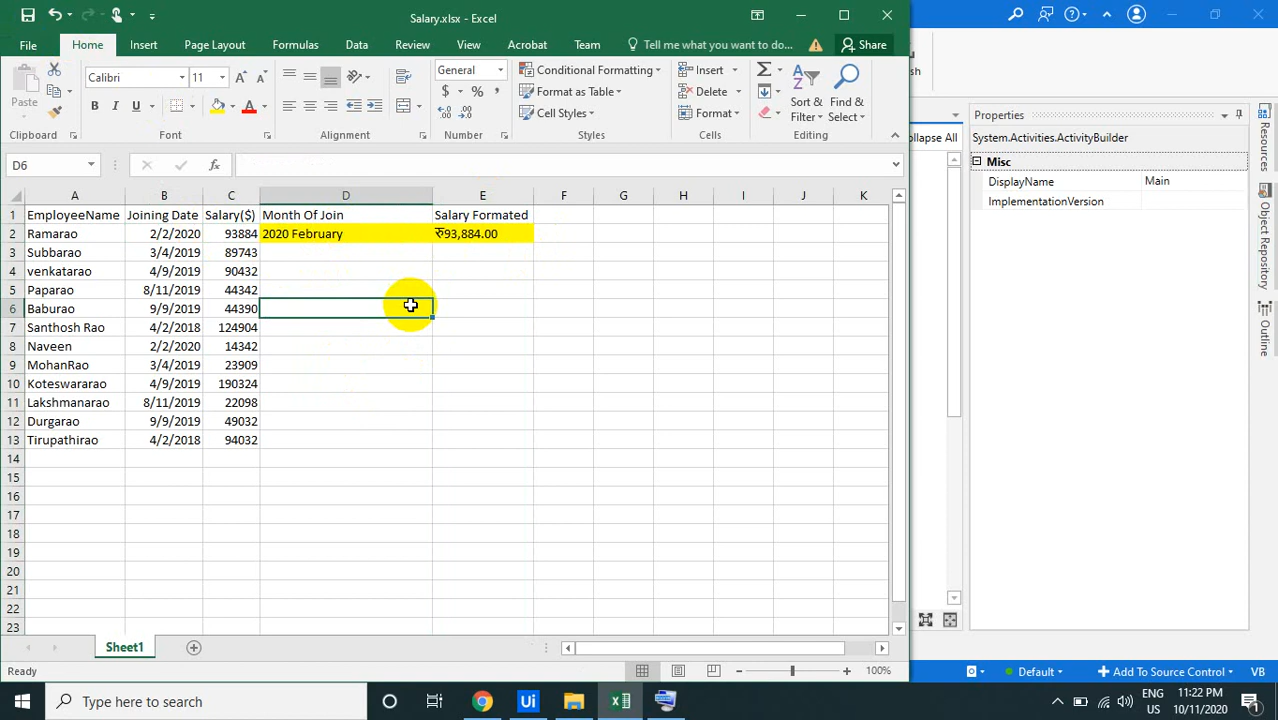 Salary.xlsx - Excel
File Home Insert Page Layout Formulas Data Review View Acrobat Team Tell me what you want to do... Share
Paste
Calibri 11
B I U
General
$ % ,
Conditional Formatting
Format as Table
Cell Styles
Insert
Delete
Format
Sort & Filter
Find & Select
Clipboard Font Alignment Number Styles Cells Editing
D6 fx
A B C D E F G H I J K
1 EmployeeName Joining Date Salary($) Month Of Join Salary Formated
2 Ramarao 2/2/2020 93884 2020 February रु93,884.00
3 Subbarao 3/4/2019 89743
4 venkatarao 4/9/2019 90432
5 Paparao 8/11/2019 44342
6 Baburao 9/9/2019 44390
7 Santhosh Rao 4/2/2018 124904
8 Naveen 2/2/2020 14342
9 MohanRao 3/4/2019 23909
10 Koteswararao 4/9/2019 190324
11 Lakshmanarao 8/11/2019 22098
12 Durgarao 9/9/2019 49032
13 Tirupathirao 4/2/2018 94032
14
15
16
17
18
19
20
21
22
23
Sheet1
Ready 100%
sh
ollapse All
Properties
System.Activities.ActivityBuilder
Misc
DisplayName Main
ImplementationVersion
Resources
Object Repository
Outline
Default Add To Source Control VB
Type here to search
Ui
ENG
US
11:22 PM
10/11/2020
1